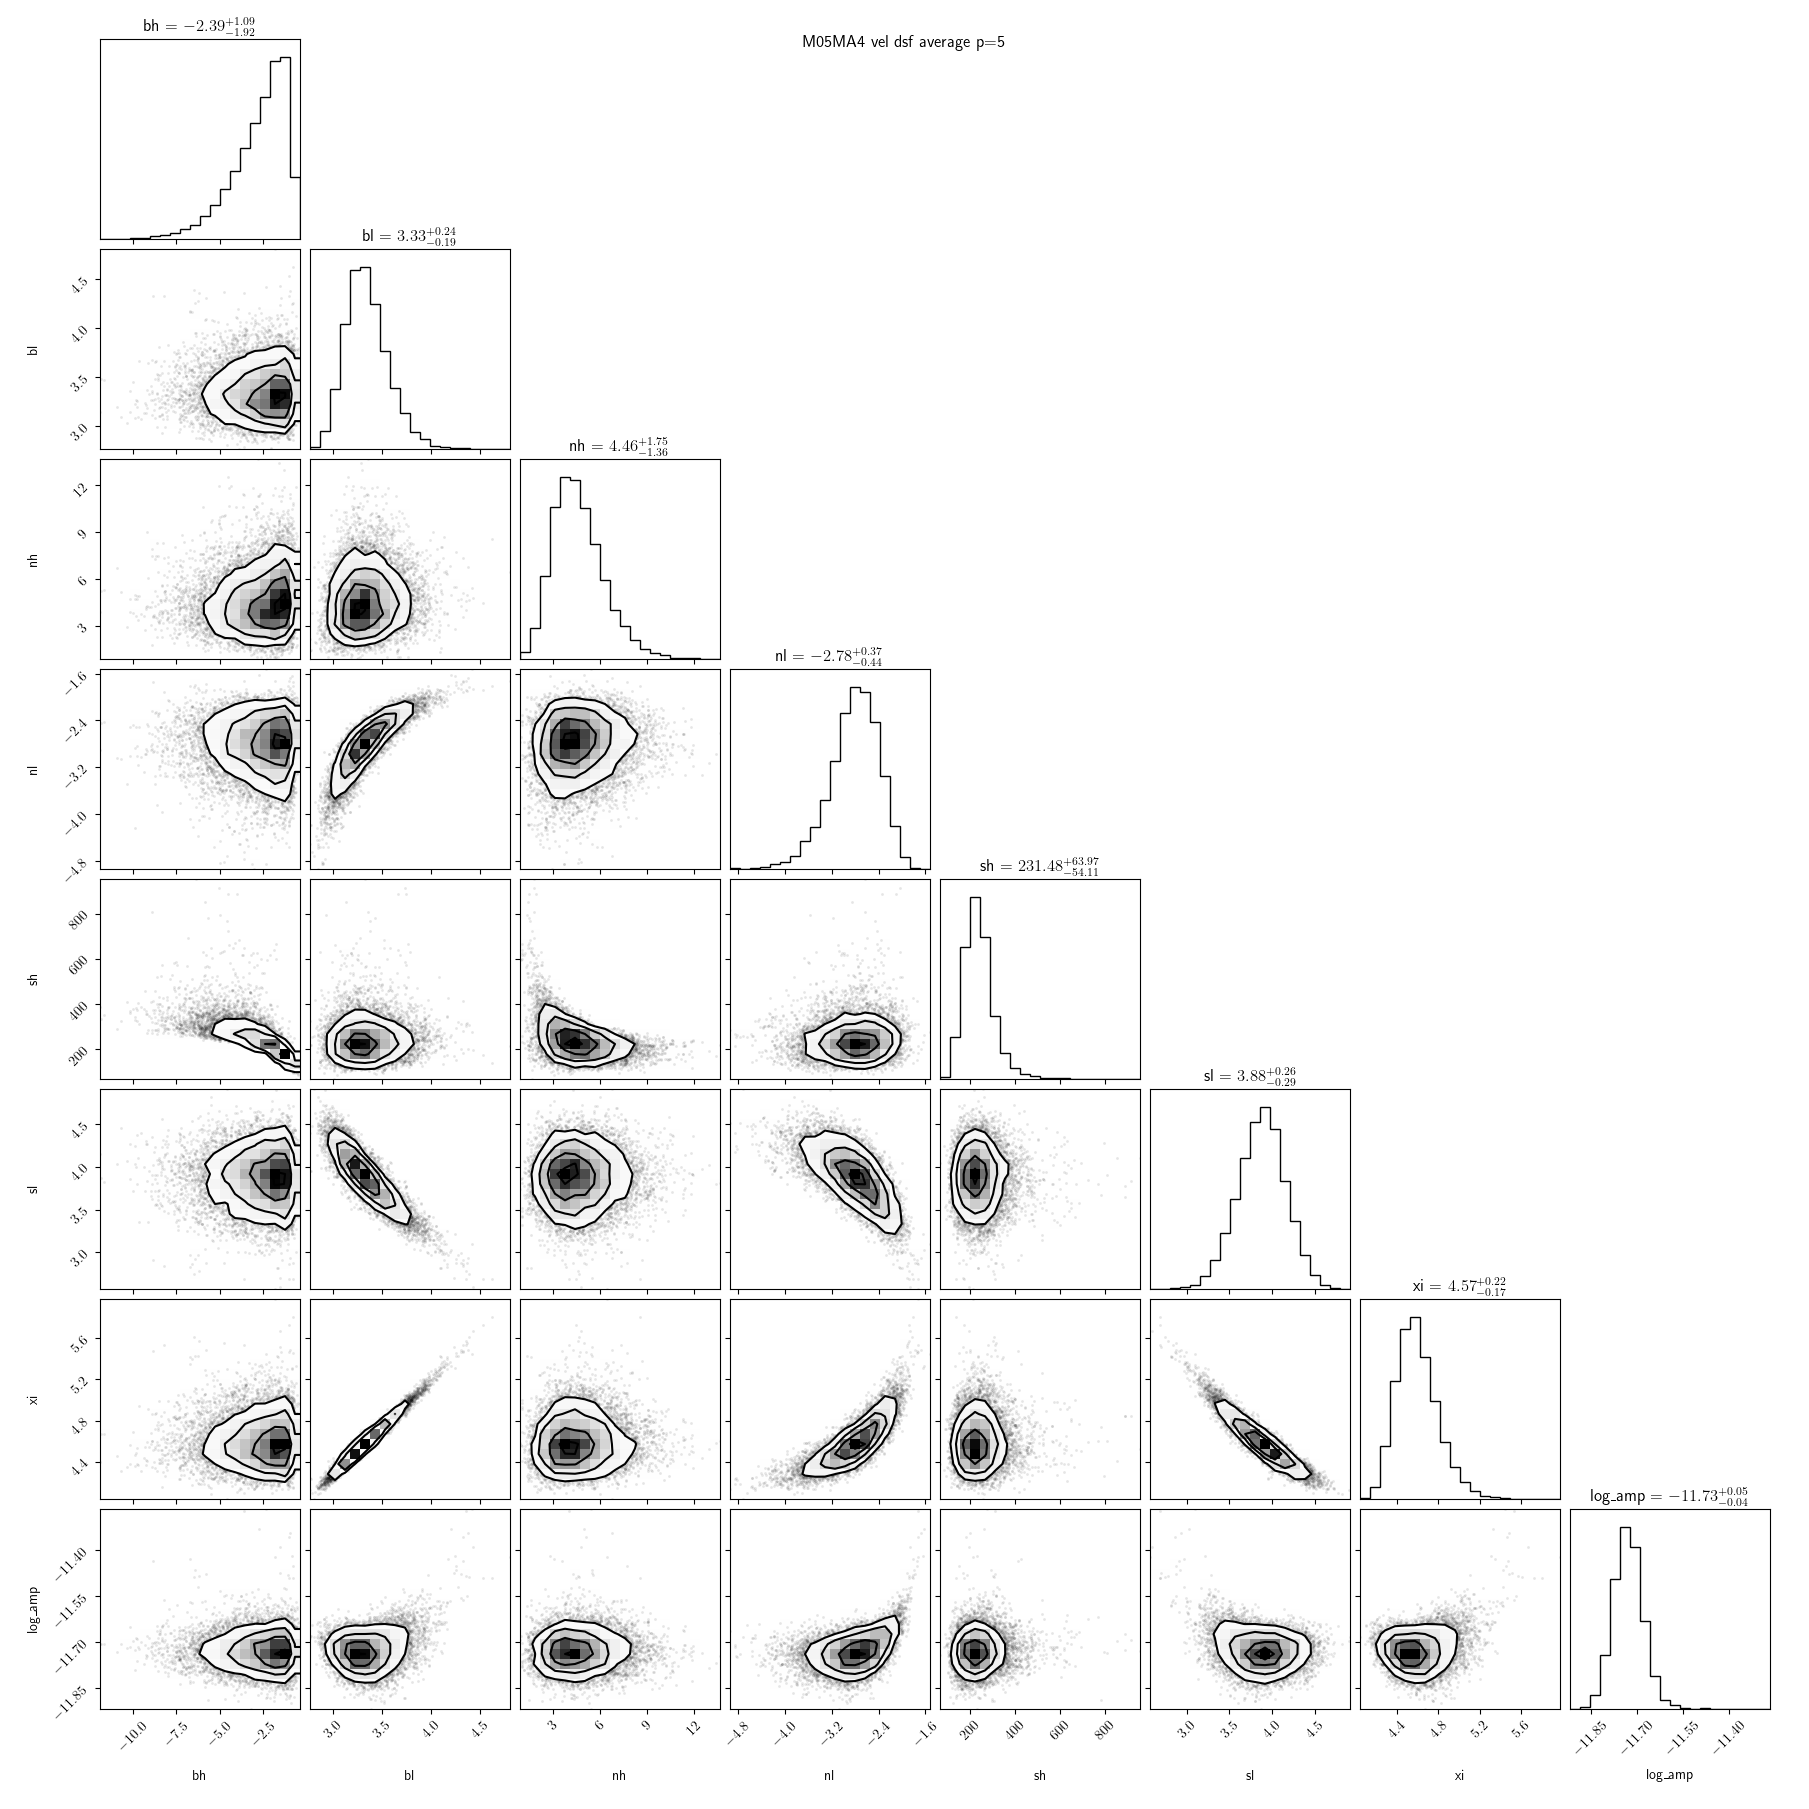 bh = −2.39+1.09−1.92
M05MA4 vel dsf average p=5
bl = 3.33+0.24−0.19
4.5
4.0
3.5
3.0
bl
nh = 4.46+1.75−1.36
12
9
6
3
nh
nl = −2.78+0.37−0.44
−1.6
−2.4
−3.2
−4.0
−4.8
nl
sh = 231.48+63.97−54.11
800
600
400
200
sh
sl = 3.88+0.26−0.29
4.5
4.0
3.5
3.0
sl
xi = 4.57+0.22−0.17
5.6
5.2
4.8
4.4
xi
log_amp = −11.73+0.05−0.04
−11.40
−11.55
−11.70
−11.85
log_amp
−10.0 −7.5 −5.0 −2.5 3.0 3.5 4.0 4.5 3 6 9 12 −4.8 −4.0 −3.2 −2.4 −1.6 200 400 600 800 3.0 3.5 4.0 4.5 4.4 4.8 5.2 5.6 −11.85 −11.70 −11.55 −11.40
bh bl nh nl sh sl xi log_amp